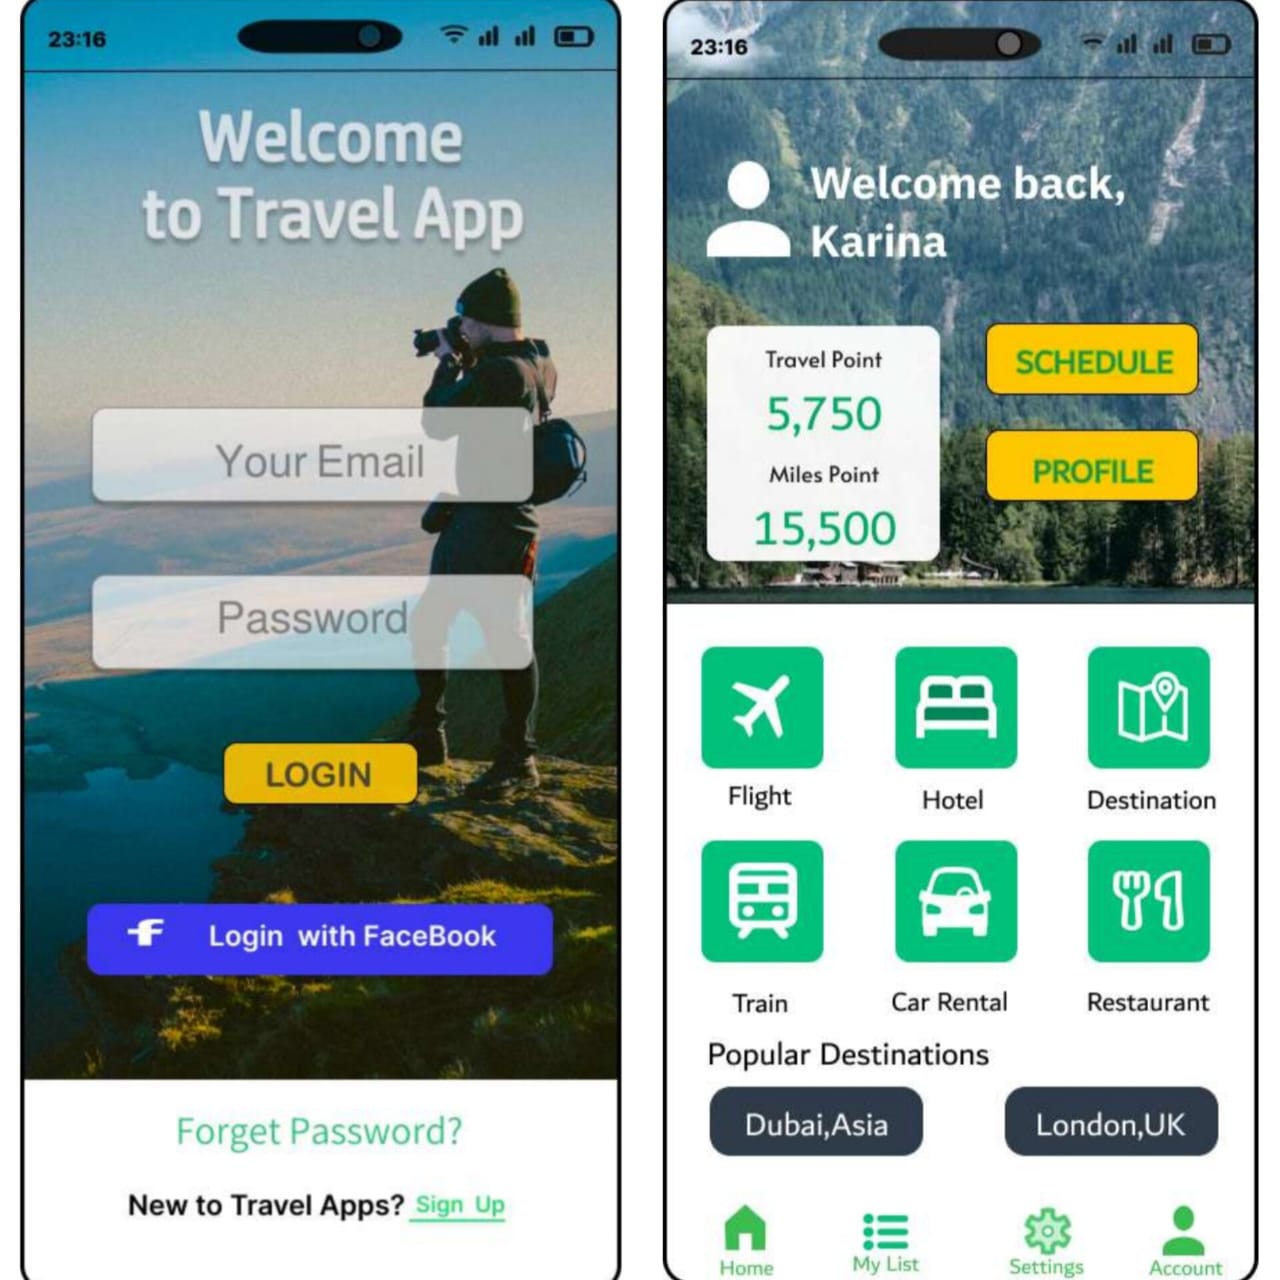 23:16
Welcome
to Travel App
Your Email
Password
LOGIN
f Login with FaceBook
Forget Password?
New to Travel Apps? Sign Up
23:16
Welcome back,
Karina
Travel Point
5,750
Miles Point
15,500
SCHEDULE
PROFILE
Flight Hotel Destination
Train Car Rental Restaurant
Popular Destinations
Dubai,Asia London,UK
Home My List Settings Account